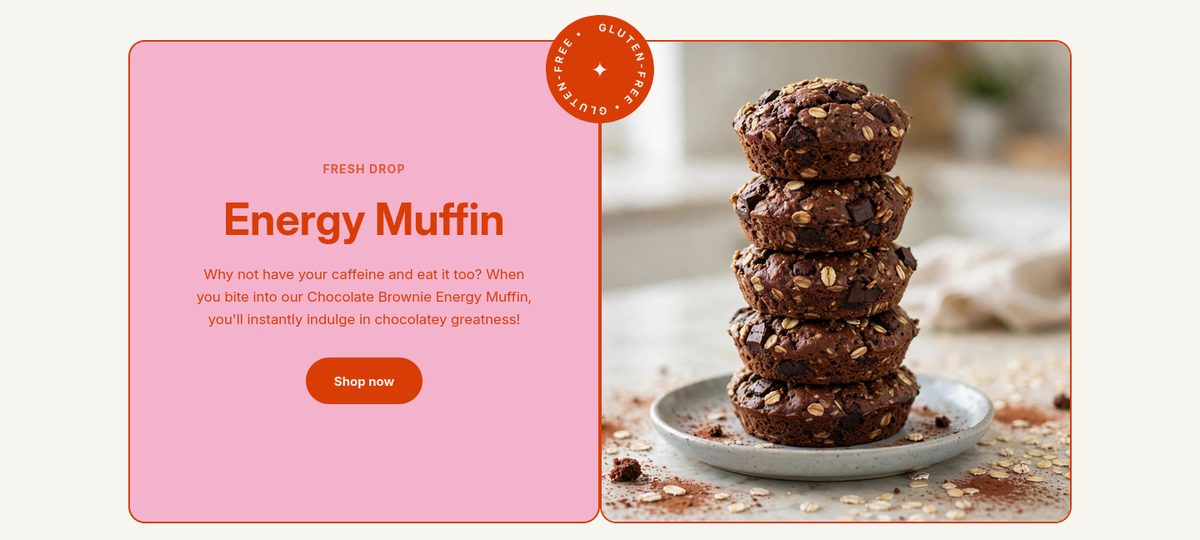 GLUTEN-FREE • GLUTEN-FREE •
FRESH DROP
Energy Muffin
Why not have your caffeine and eat it too? When
you bite into our Chocolate Brownie Energy Muffin,
you'll instantly indulge in chocolatey greatness!
Shop now